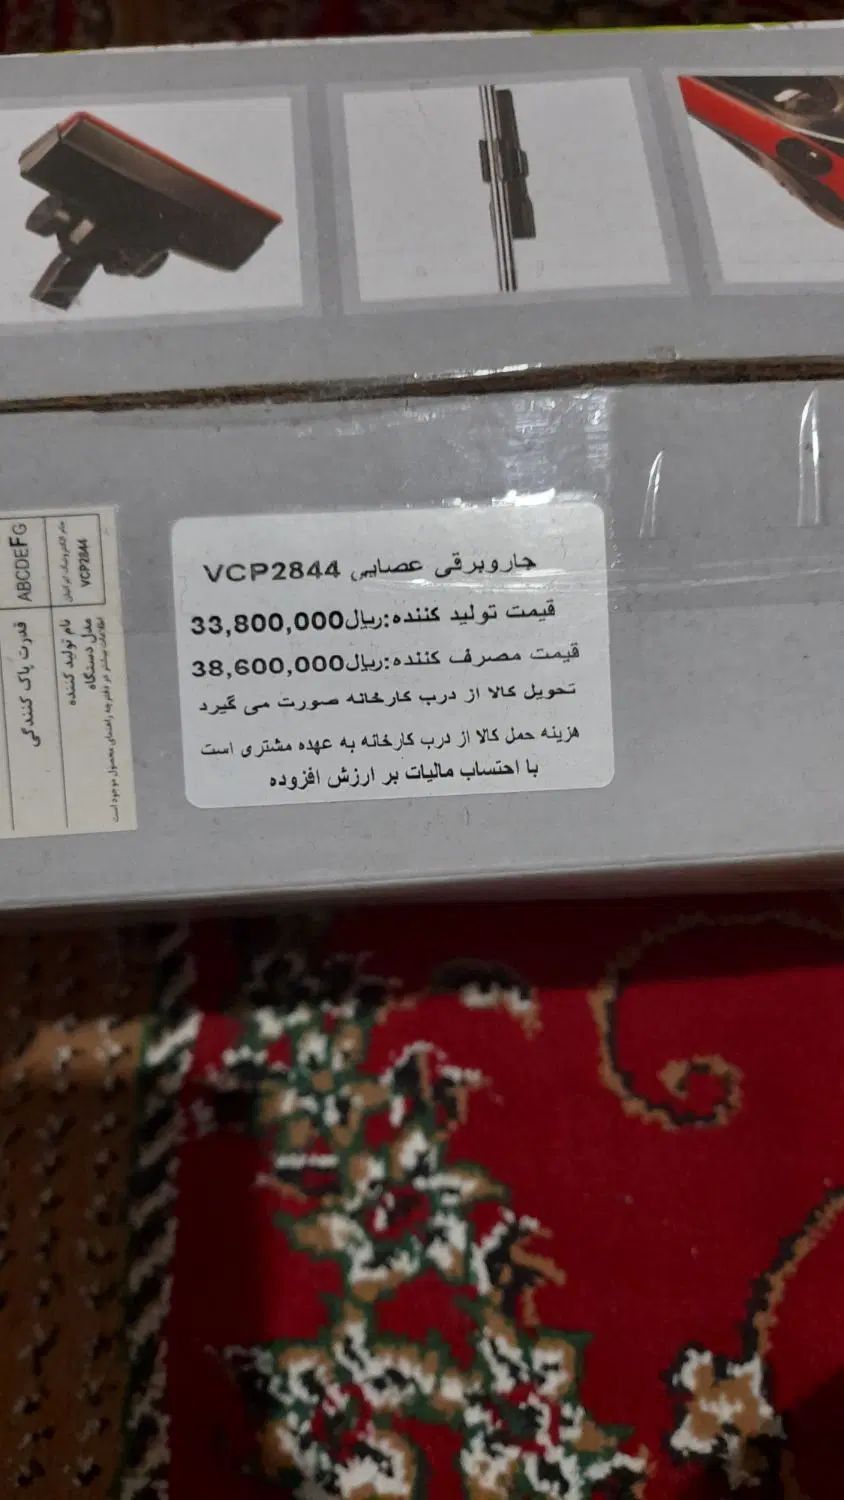 جاروبرقی عصایی VCP2844
قیمت تولید کننده:ریال33,800,000
قیمت مصرف کننده:ریال38,600,000
تحویل کالا از درب کارخانه صورت می گیرد
هزینه حمل کالا از درب کارخانه به عهده مشتری است
با احتساب مالیات بر ارزش افزوده
نام تولید کننده
مدل دستگاه VCP2844
قدرت پاک کنندگی ABCDEFG